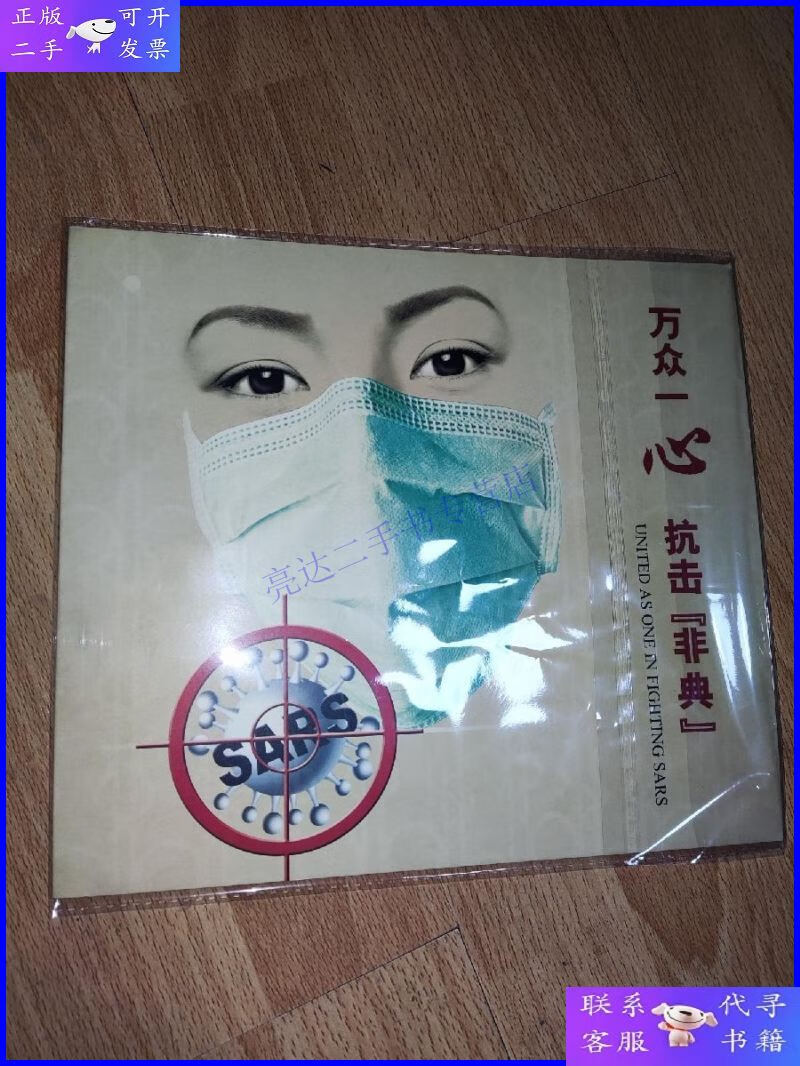 正版 可开
二手 发票
万众一心
抗击『非典』
UNITED AS ONE IN FIGHTING SARS
亮达二手书专营店
SARS
联系 代寻
客服 书籍